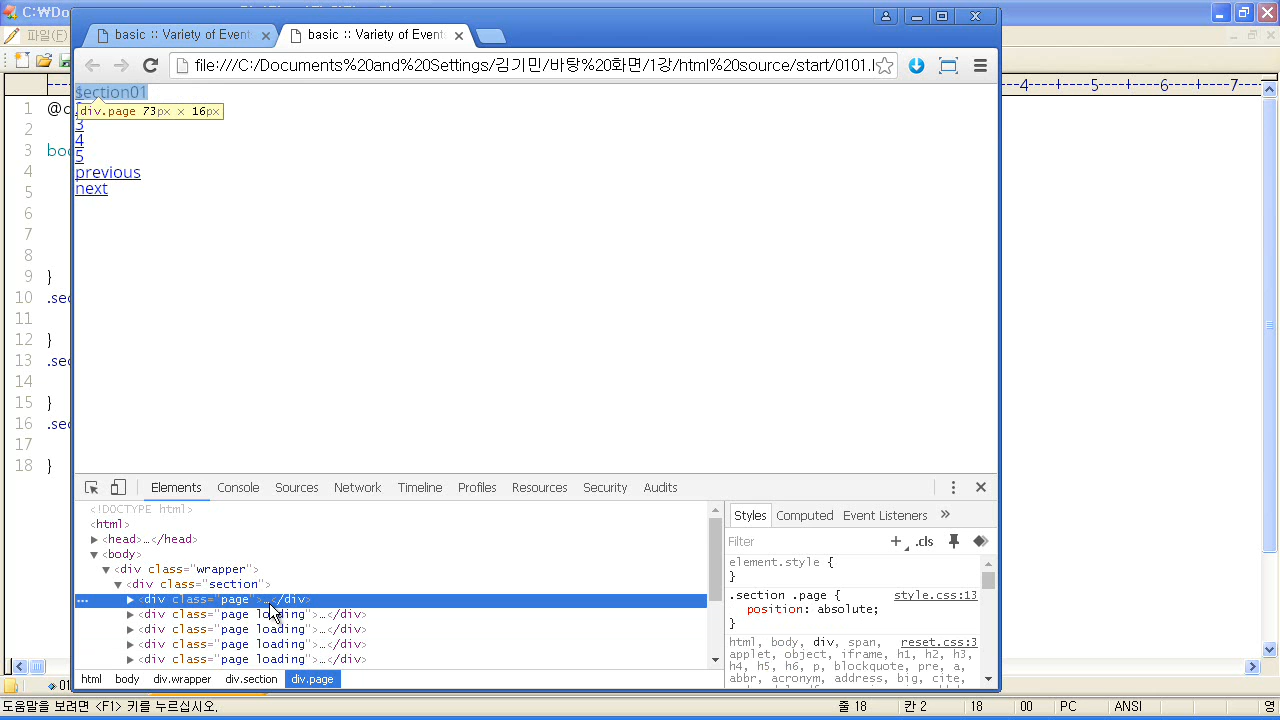 C:₩Do
파일(F)
basic :: Variety of Event
basic :: Variety of Event
file:///C:/Documents%20and%20Settings/김기민/바탕%20화면/1강/html%20source/start/0101.l
section01
div.page 73px × 16px
3
4
5
previous
next
----4----+----5----+----6----+----7--
1 @c
2
3 boc
4
5
6
7
8
9 }
10 .sec
11
12 }
13 .sec
14
15 }
16 .sec
17
18 }
Elements Console Sources Network Timeline Profiles Resources Security Audits
<!DOCTYPE html>
<html>
<head>…</head>
<body>
<div class="wrapper">
<div class="section">
<div class="page">…</div>
<div class="page loading">…</div>
<div class="page loading">…</div>
<div class="page loading">…</div>
<div class="page loading">…</div>
html body div.wrapper div.section div.page
Styles Computed Event Listeners »
Filter + .cls
element.style {
}
.section .page { style.css:13
position: absolute;
}
html, body, div, span, reset.css:3
applet, object, iframe, h1, h2, h3,
h4, h5, h6, p, blockquote, pre, a,
abbr, acronym, address, big, cite,
01
도움말을 보려면 <F1> 키를 누르십시오.
줄 18 칸 2 18 00 PC ANSI 영